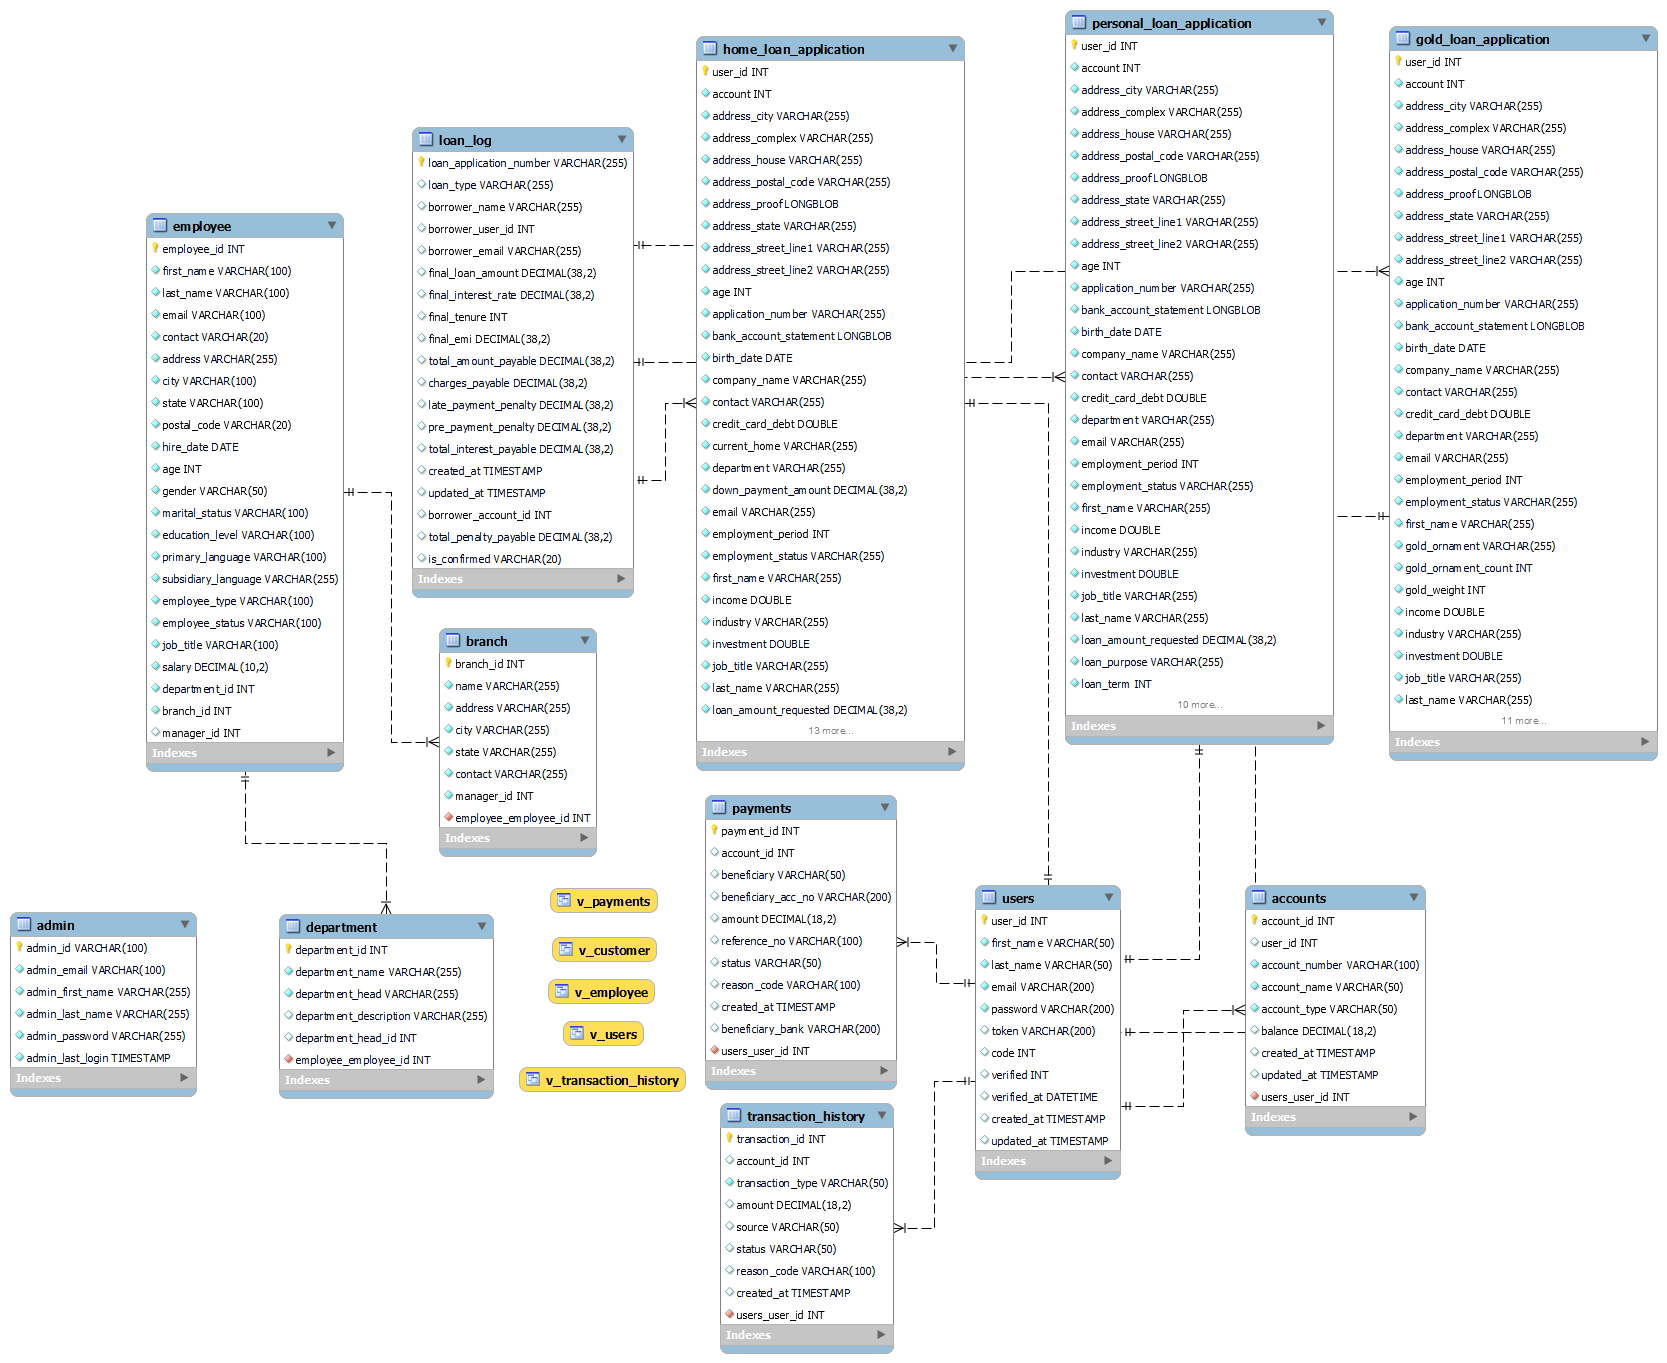 employee
employee_id INT
first_name VARCHAR(100)
last_name VARCHAR(100)
email VARCHAR(100)
contact VARCHAR(20)
address VARCHAR(255)
city VARCHAR(100)
state VARCHAR(100)
postal_code VARCHAR(20)
hire_date DATE
age INT
gender VARCHAR(50)
marital_status VARCHAR(100)
education_level VARCHAR(100)
primary_language VARCHAR(100)
subsidiary_language VARCHAR(255)
employee_type VARCHAR(100)
employee_status VARCHAR(100)
job_title VARCHAR(100)
salary DECIMAL(10,2)
department_id INT
branch_id INT
manager_id INT
Indexes
loan_log
loan_application_number VARCHAR(255)
loan_type VARCHAR(255)
borrower_name VARCHAR(255)
borrower_user_id INT
borrower_email VARCHAR(255)
final_loan_amount DECIMAL(38,2)
final_interest_rate DECIMAL(38,2)
final_tenure INT
final_emi DECIMAL(38,2)
total_amount_payable DECIMAL(38,2)
charges_payable DECIMAL(38,2)
late_payment_penalty DECIMAL(38,2)
pre_payment_penalty DECIMAL(38,2)
total_interest_payable DECIMAL(38,2)
created_at TIMESTAMP
updated_at TIMESTAMP
borrower_account_id INT
total_penalty_payable DECIMAL(38,2)
is_confirmed VARCHAR(20)
Indexes
home_loan_application
user_id INT
account INT
address_city VARCHAR(255)
address_complex VARCHAR(255)
address_house VARCHAR(255)
address_postal_code VARCHAR(255)
address_proof LONGBLOB
address_state VARCHAR(255)
address_street_line1 VARCHAR(255)
address_street_line2 VARCHAR(255)
age INT
application_number VARCHAR(255)
bank_account_statement LONGBLOB
birth_date DATE
company_name VARCHAR(255)
contact VARCHAR(255)
credit_card_debt DOUBLE
current_home VARCHAR(255)
department VARCHAR(255)
down_payment_amount DECIMAL(38,2)
email VARCHAR(255)
employment_period INT
employment_status VARCHAR(255)
first_name VARCHAR(255)
income DOUBLE
industry VARCHAR(255)
investment DOUBLE
job_title VARCHAR(255)
last_name VARCHAR(255)
loan_amount_requested DECIMAL(38,2)
13 more...
Indexes
personal_loan_application
user_id INT
account INT
address_city VARCHAR(255)
address_complex VARCHAR(255)
address_house VARCHAR(255)
address_postal_code VARCHAR(255)
address_proof LONGBLOB
address_state VARCHAR(255)
address_street_line1 VARCHAR(255)
address_street_line2 VARCHAR(255)
age INT
application_number VARCHAR(255)
bank_account_statement LONGBLOB
birth_date DATE
company_name VARCHAR(255)
contact VARCHAR(255)
credit_card_debt DOUBLE
department VARCHAR(255)
email VARCHAR(255)
employment_period INT
employment_status VARCHAR(255)
first_name VARCHAR(255)
income DOUBLE
industry VARCHAR(255)
investment DOUBLE
job_title VARCHAR(255)
last_name VARCHAR(255)
loan_amount_requested DECIMAL(38,2)
loan_purpose VARCHAR(255)
loan_term INT
10 more...
Indexes
gold_loan_application
user_id INT
account INT
address_city VARCHAR(255)
address_complex VARCHAR(255)
address_house VARCHAR(255)
address_postal_code VARCHAR(255)
address_proof LONGBLOB
address_state VARCHAR(255)
address_street_line1 VARCHAR(255)
address_street_line2 VARCHAR(255)
age INT
application_number VARCHAR(255)
bank_account_statement LONGBLOB
birth_date DATE
company_name VARCHAR(255)
contact VARCHAR(255)
credit_card_debt DOUBLE
department VARCHAR(255)
email VARCHAR(255)
employment_period INT
employment_status VARCHAR(255)
first_name VARCHAR(255)
gold_ornament VARCHAR(255)
gold_ornament_count INT
gold_weight INT
income DOUBLE
industry VARCHAR(255)
investment DOUBLE
job_title VARCHAR(255)
last_name VARCHAR(255)
11 more...
Indexes
branch
branch_id INT
name VARCHAR(255)
address VARCHAR(255)
city VARCHAR(255)
state VARCHAR(255)
contact VARCHAR(255)
manager_id INT
employee_employee_id INT
Indexes
admin
admin_id VARCHAR(100)
admin_email VARCHAR(100)
admin_first_name VARCHAR(255)
admin_last_name VARCHAR(255)
admin_password VARCHAR(255)
admin_last_login TIMESTAMP
Indexes
department
department_id INT
department_name VARCHAR(255)
department_head VARCHAR(255)
department_description VARCHAR(255)
department_head_id INT
employee_employee_id INT
Indexes
v_payments
v_customer
v_employee
v_users
v_transaction_history
payments
payment_id INT
account_id INT
beneficiary VARCHAR(50)
beneficiary_acc_no VARCHAR(200)
amount DECIMAL(18,2)
reference_no VARCHAR(100)
status VARCHAR(50)
reason_code VARCHAR(100)
created_at TIMESTAMP
beneficiary_bank VARCHAR(200)
users_user_id INT
Indexes
transaction_history
transaction_id INT
account_id INT
transaction_type VARCHAR(50)
amount DECIMAL(18,2)
source VARCHAR(50)
status VARCHAR(50)
reason_code VARCHAR(100)
created_at TIMESTAMP
users_user_id INT
Indexes
users
user_id INT
first_name VARCHAR(50)
last_name VARCHAR(50)
email VARCHAR(200)
password VARCHAR(200)
token VARCHAR(200)
code INT
verified INT
verified_at DATETIME
created_at TIMESTAMP
updated_at TIMESTAMP
Indexes
accounts
account_id INT
user_id INT
account_number VARCHAR(100)
account_name VARCHAR(50)
account_type VARCHAR(50)
balance DECIMAL(18,2)
created_at TIMESTAMP
updated_at TIMESTAMP
users_user_id INT
Indexes